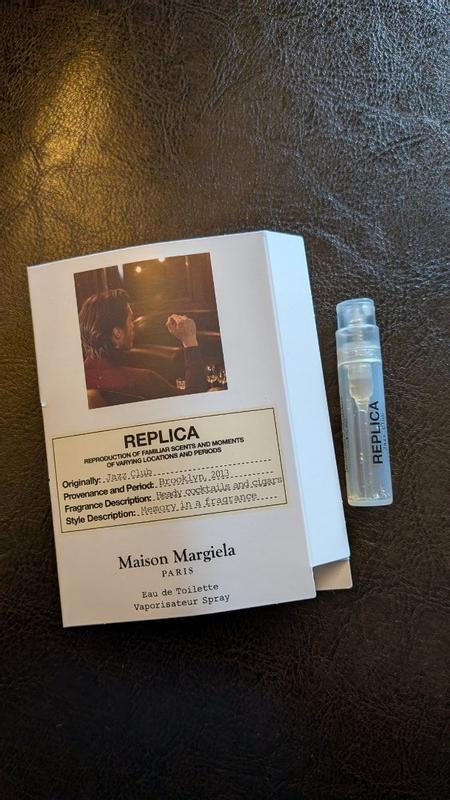 REPLICA
REPRODUCTION OF FAMILIAR SCENTS AND MOMENTS
OF VARYING LOCATIONS AND PERIODS
Originally: Jazz Club
Provenance and Period: Brooklyn, 2013
Fragrance Description: Heady cocktails and cigars
Style Description: Memory in a fragrance
Maison Margiela
PARIS
Eau de Toilette
Vaporisateur Spray
REPLICA
Jazz Club